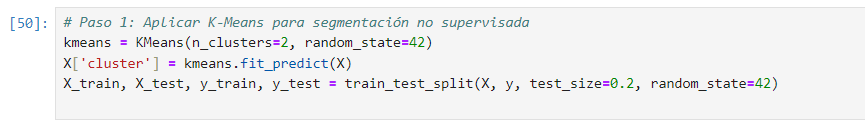 [50]: # Paso 1: Aplicar K-Means para segmentación no supervisada
kmeans = KMeans(n_clusters=2, random_state=42)
X['cluster'] = kmeans.fit_predict(X)
X_train, X_test, y_train, y_test = train_test_split(X, y, test_size=0.2, random_state=42)